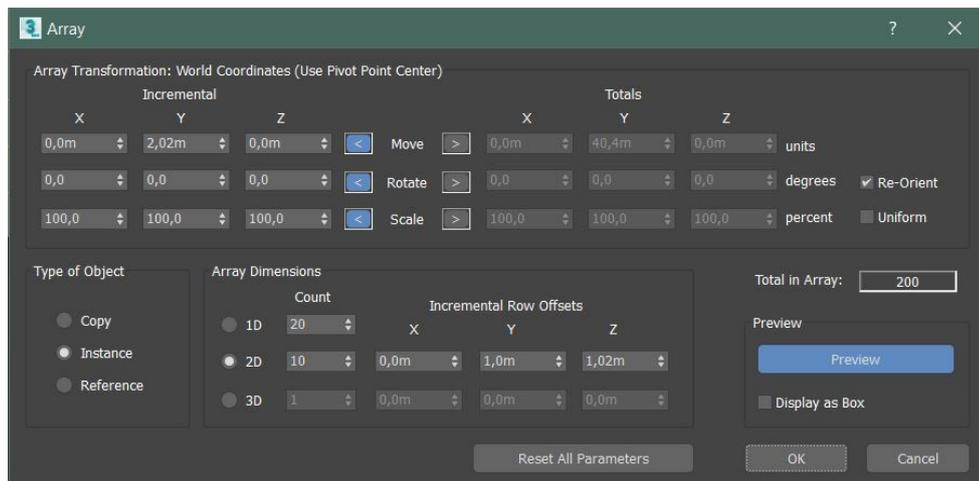 3 Array ? X
Array Transformation: World Coordinates (Use Pivot Point Center)
Incremental Totals
X Y Z X Y Z
0,0m 2,02m 0,0m < Move > 0,0m 40,4m 0,0m units
0,0 0,0 0,0 < Rotate > 0,0 0,0 0,0 degrees Re-Orient
100,0 100,0 100,0 < Scale > 100,0 100,0 100,0 percent Uniform
Type of Object
Copy
Instance
Reference
Array Dimensions
Count Incremental Row Offsets
X Y Z
1D 20
2D 10 0,0m 1,0m 1,02m
3D 1 0,0m 0,0m 0,0m
Total in Array: 200
Preview
Preview
Display as Box
Reset All Parameters OK Cancel